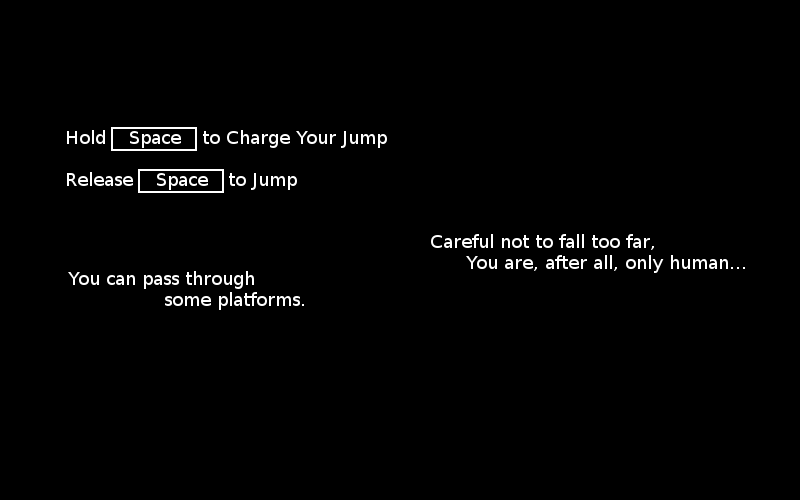 Hold Space to Charge Your Jump
Release Space to Jump
Careful not to fall too far,
You are, after all, only human...
You can pass through
some platforms.